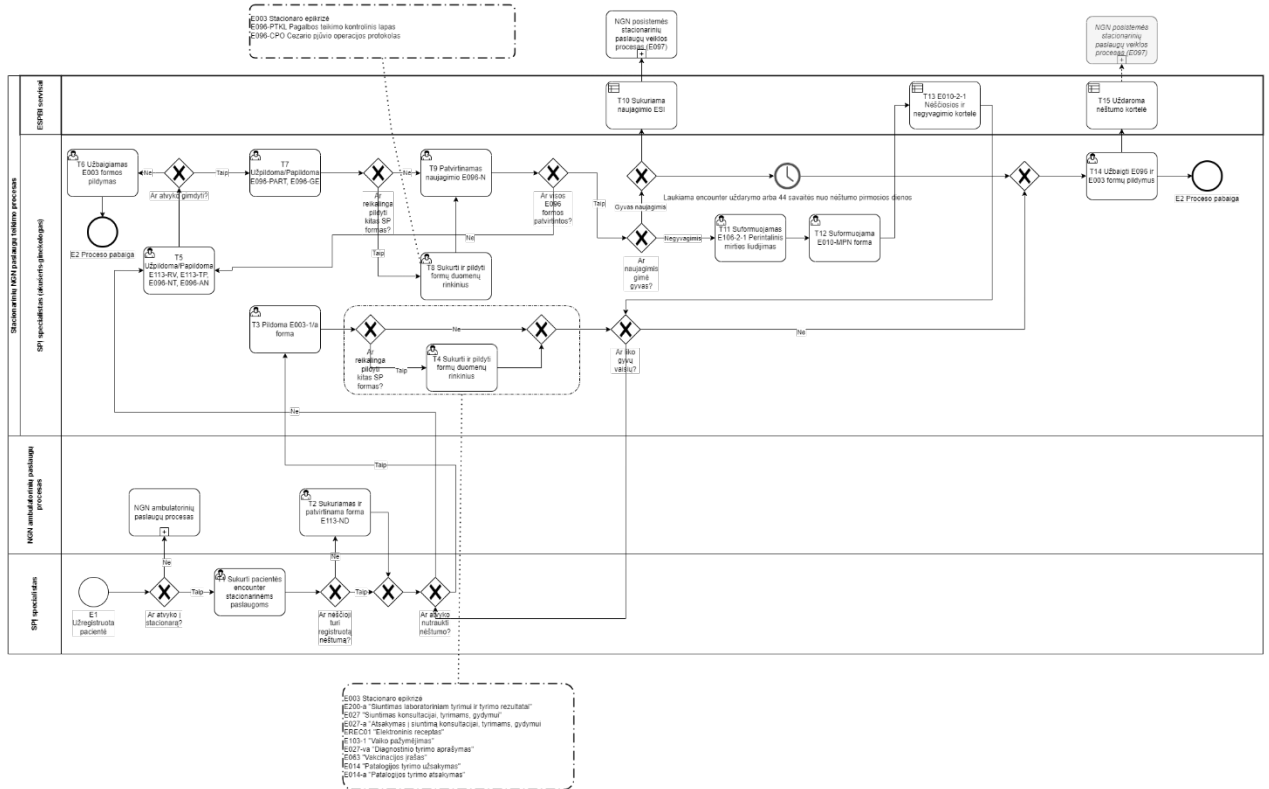 E003 Stacionaro epikrizė
E096-PTKL Pagalbos teikimo kontrolinis lapas
E096-CPO Cezario pjūvio operacijos protokolas
NGN posistemės
stacionarinių
paslaugų veiklos
procesas (E097)
NGN posistemės
stacionarinių
paslaugų veiklos
procesas (E097)
Stacionarinių NGN paslaugų teikimo procesas
ESPBI servisai
T10 Sukuriama
naujagimio ESI
T13 E010-2-1
Nėščiosios ir
negyvagimio kortelė
T15 Uždaroma
nėštumo kortelė
SPĮ specialistas (akušeris-ginekologas)
T6 Užbaigiamas
E003 formos
pildymas
Ne
Ar atvyko gimdyti?
Taip
T7
Užpildoma/Papildoma
E096-PART, E096-GE
Ar
reikalinga
pildyti
kitas SP
formas?
Ne
Taip
T9 Patvirtinamas
naujagimio E096-N
Ar visos
E096
formos
patvirtintos?
Taip
Ne
Gyvas naujagimis
Laukiama encounter uždarymo arba 44 savaitės nuo nėštumo pirmosios dienos
T14 Užbaigti E096 ir
E003 formų pildymus
E2 Proceso pabaiga
E2 Proceso pabaiga
T5
Užpildoma/Papildoma
E113-RV, E113-TP,
E096-NT, E096-AN
T8 Sukurti ir pildyti
formų duomenų
rinkinius
Ar
naujagimis
gimė
gyvas?
Negyvagimis
T11 Suformuojamas
E106-2-1 Perinatalinis
mirties liudijimas
T12 Suformuojama
E010-MPN forma
T3 Pildoma E003-1/a
forma
Ar
reikalinga
pildyti
kitas SP
formas?
Ne
Taip
T4 Sukurti ir pildyti
formų duomenų
rinkinius
Ar liko
gyvų
vaisių?
Ne
Ne
Taip
NGN ambulatorinių paslaugų
procesas
NGN ambulatorinių
paslaugų procesas
T2 Sukuriamas ir
patvirtinama forma
E113-ND
SPĮ specialistas
E1
Užregistruota
pacientė
Ne
Ar atvyko į
stacionarą?
Taip
Sukurti pacientės
encounter
stacionarinėms
paslaugoms
Ne
Ar nėščioji
turi
registruotą
nėštumą?
Taip
Ar atvyko
nutraukti
nėštumo?
E003 Stacionaro epikrizė
E200-a "Siuntimas laboratoriniam tyrimui ir tyrimo rezultatai"
E027 "Siuntimas konsultacijai, tyrimams, gydymui"
E027-a "Atsakymas į siuntimą konsultacijai, tyrimams, gydymui
EREC01 "Elektroninis receptas"
E103-1 "Vaiko pažymėjimas"
E027-va "Diagnostinio tyrimo aprašymas"
E063 "Vakcinacijos įrašas"
E014 "Patalogijos tyrimo užsakymas"
E014-a "Patalogijos tyrimo atsakymas"